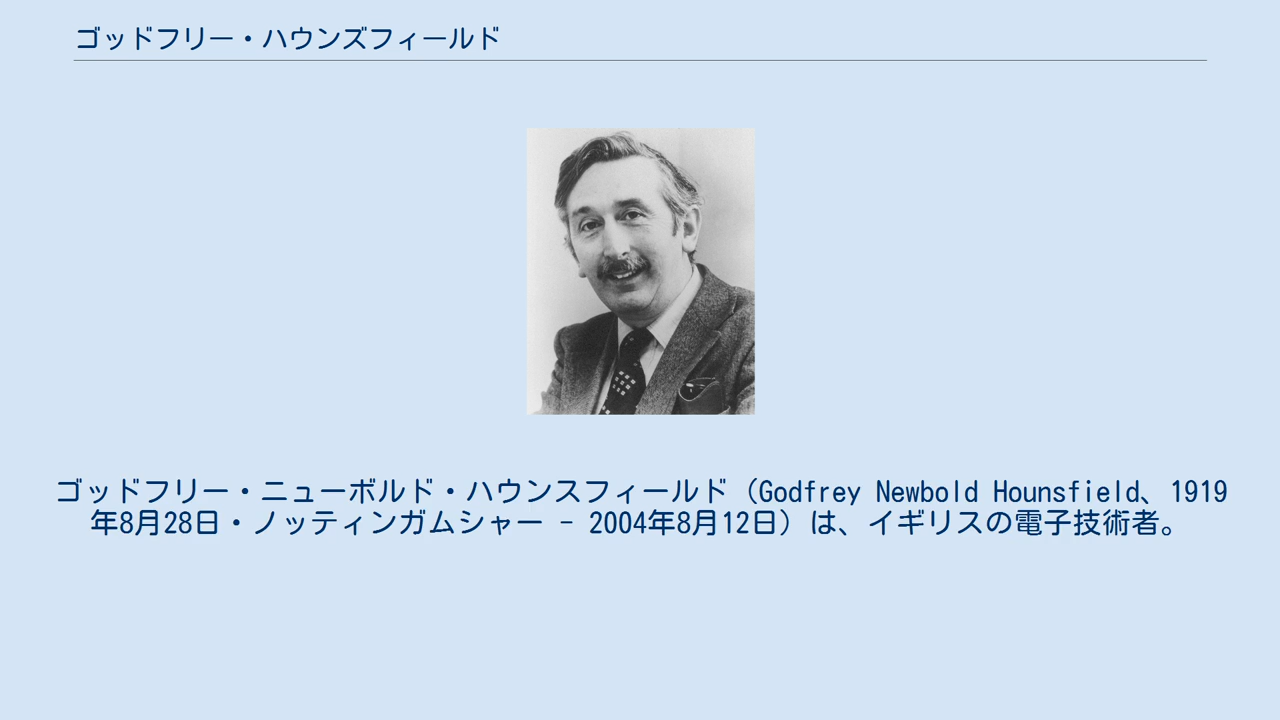 ゴッドフリー・ハウンズフィールド
ゴッドフリー・ニューボルド・ハウンスフィールド（Godfrey Newbold Hounsfield、1919
年8月28日・ノッティンガムシャー - 2004年8月12日）は、イギリスの電子技術者。